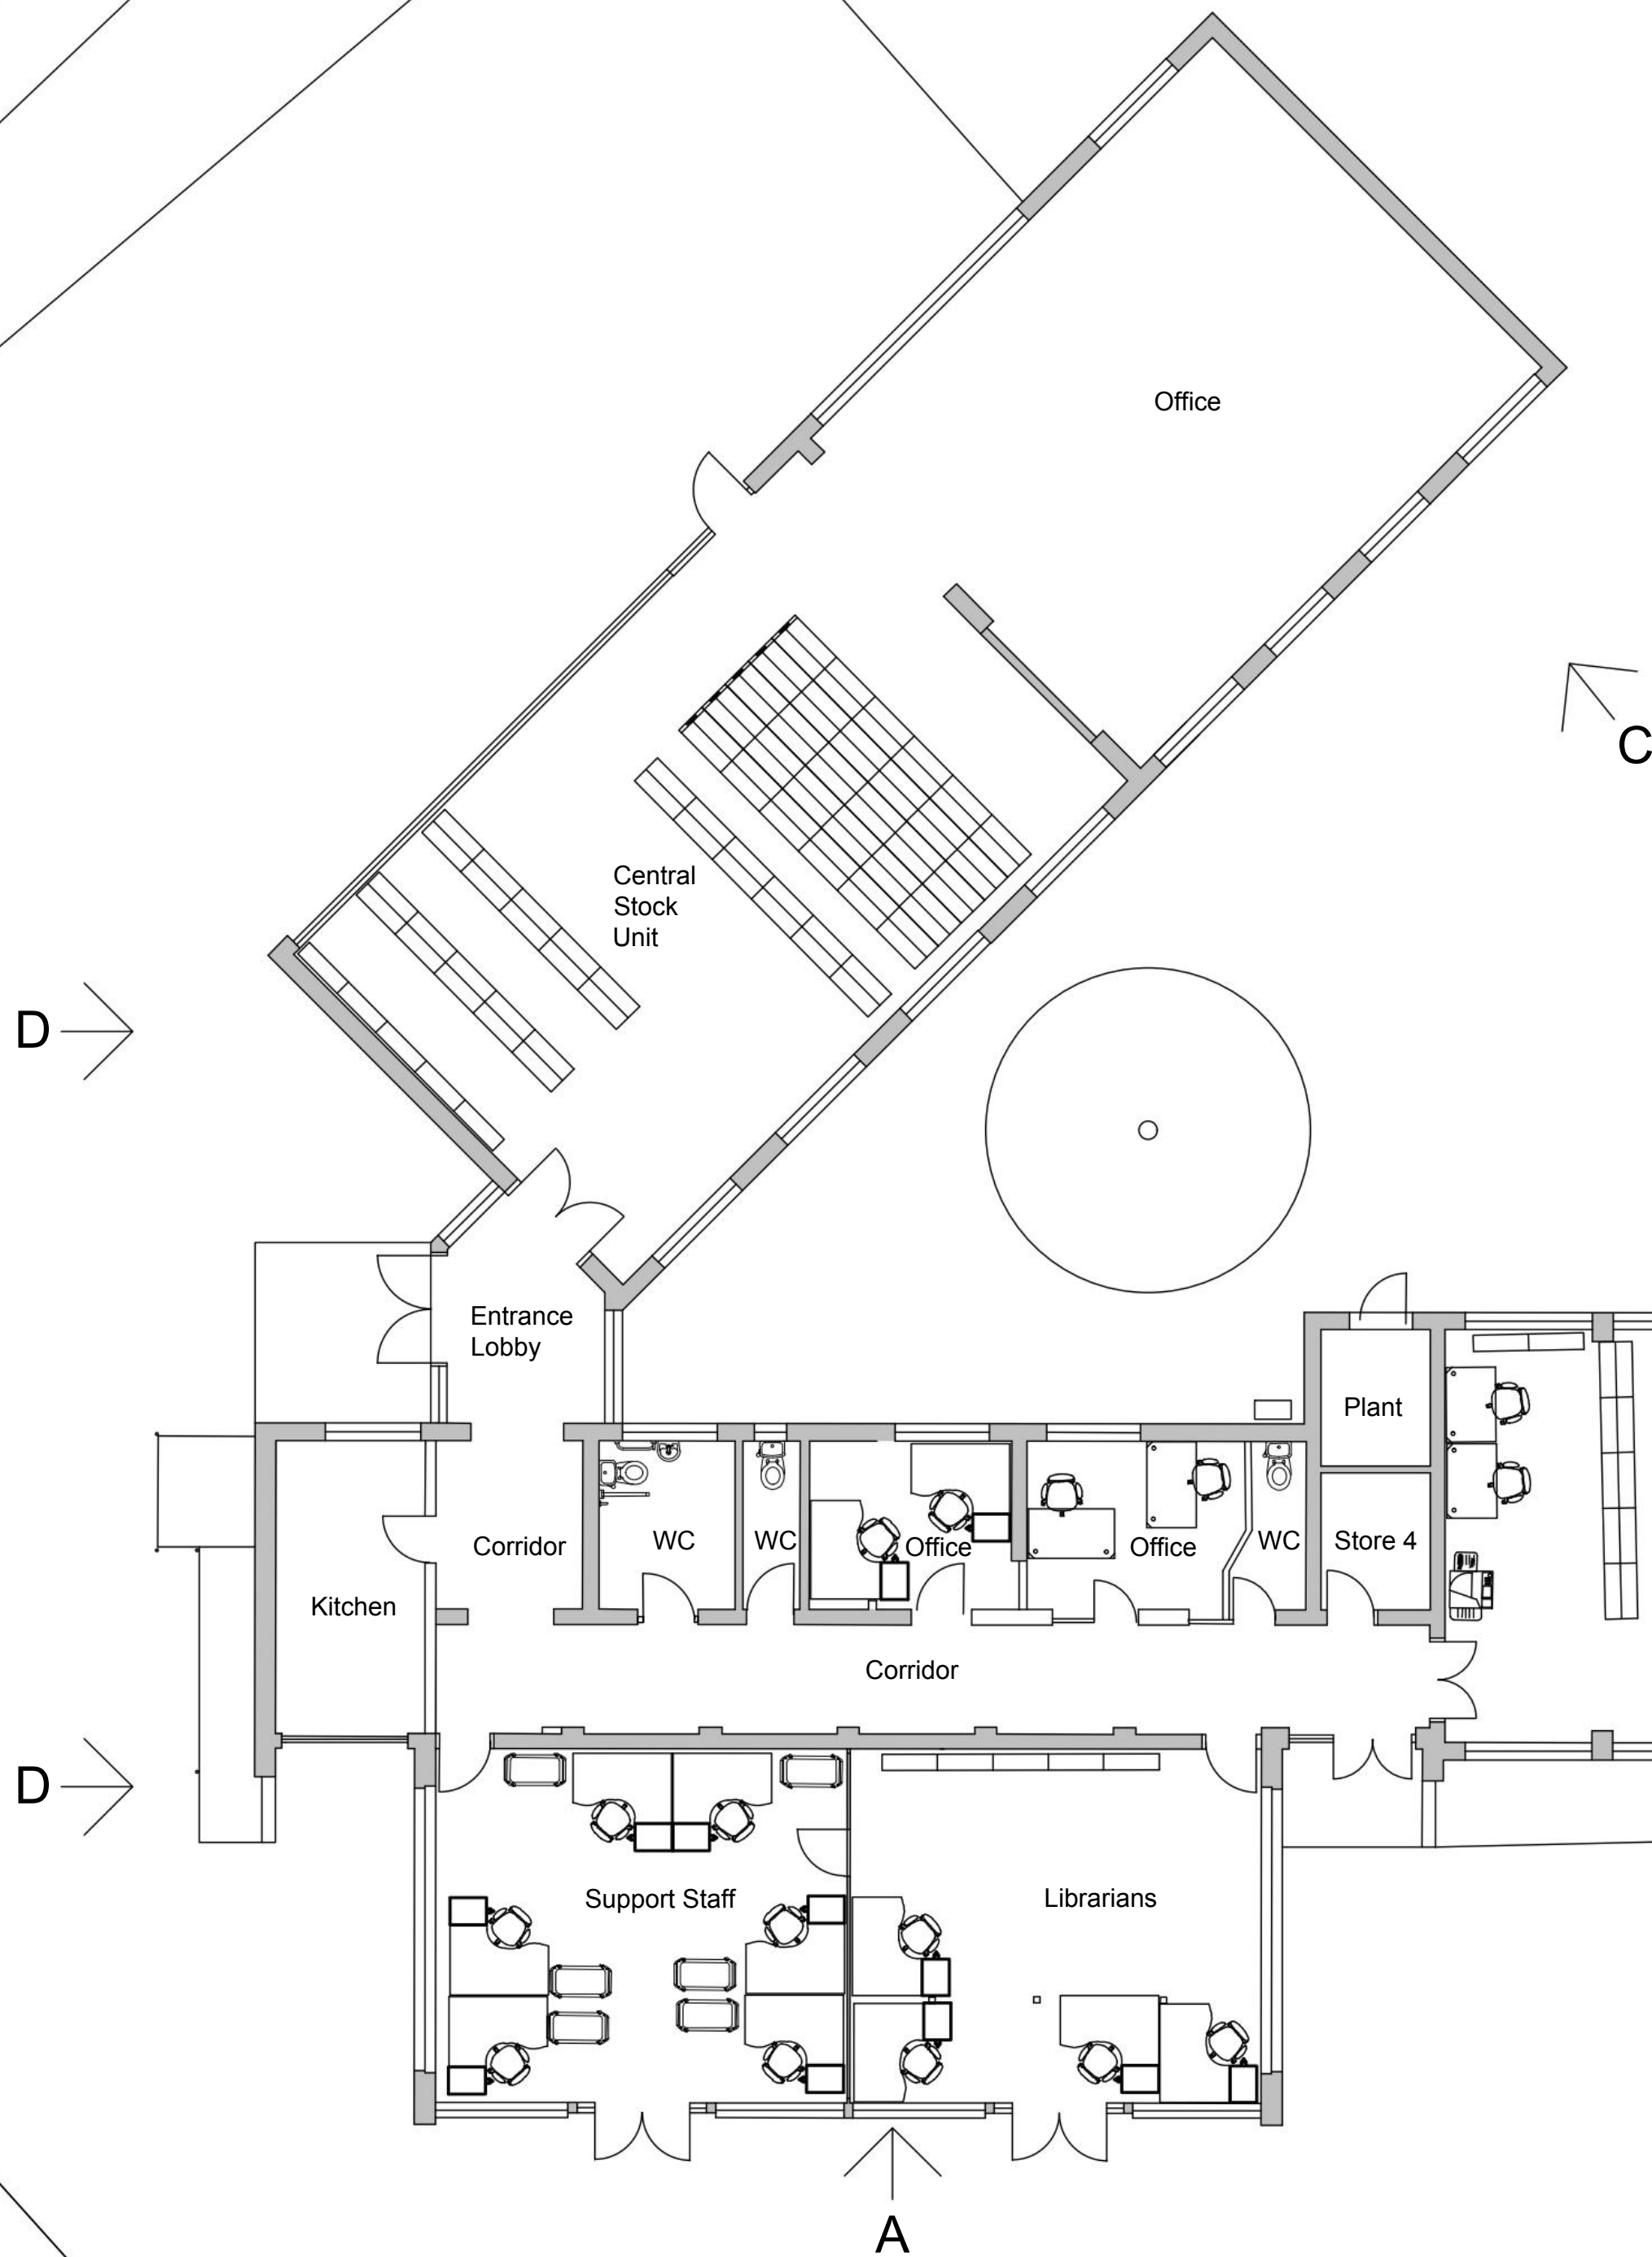 Office
C
Central
Stock
Unit
D
Entrance
Lobby
Plant
Corridor
WC
WC
Office
Office
WC
Store 4
Kitchen
Corridor
D
Support Staff
Librarians
A